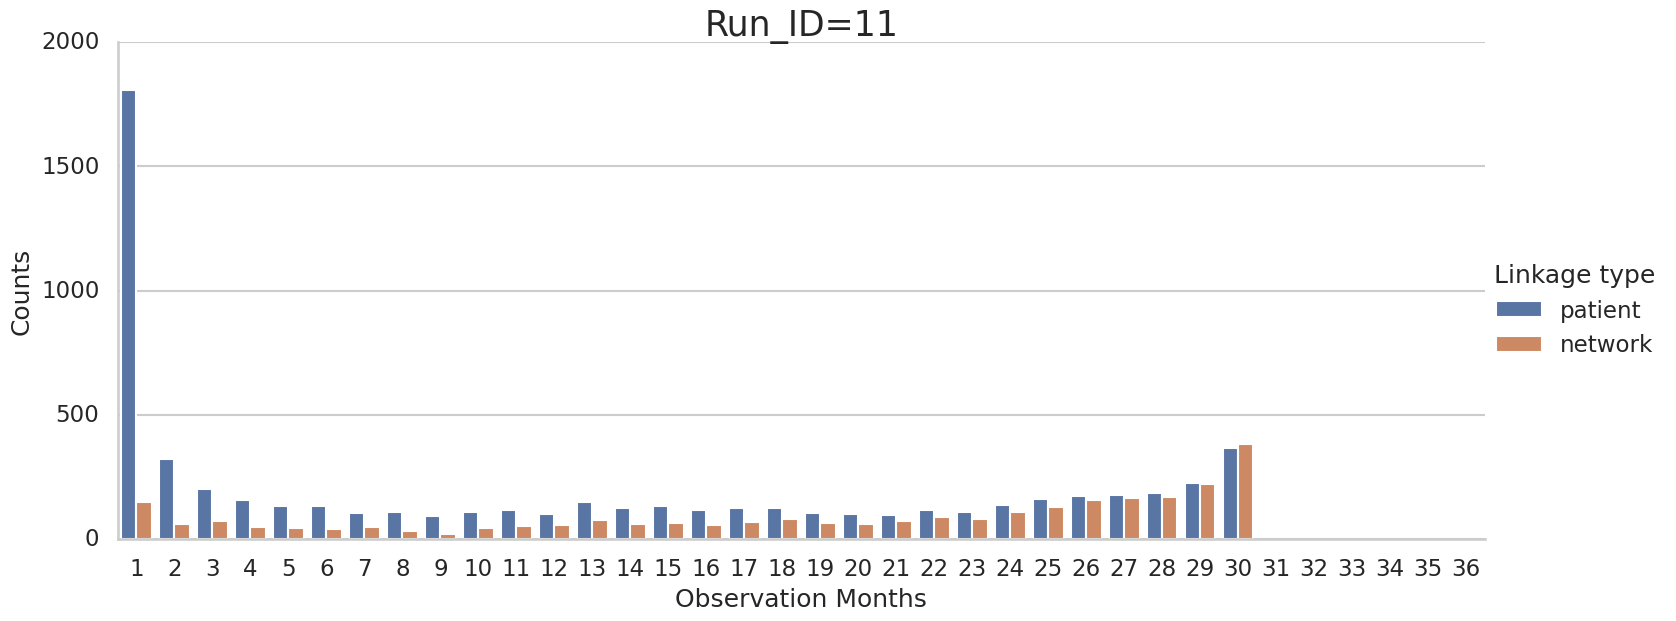 Run_ID=11
2000
1500
1000
500
0
Counts
1 2 3 4 5 6 7 8 9 10 11 12 13 14 15 16 17 18 19 20 21 22 23 24 25 26 27 28 29 30 31 32 33 34 35 36
Observation Months
Linkage type
patient
network